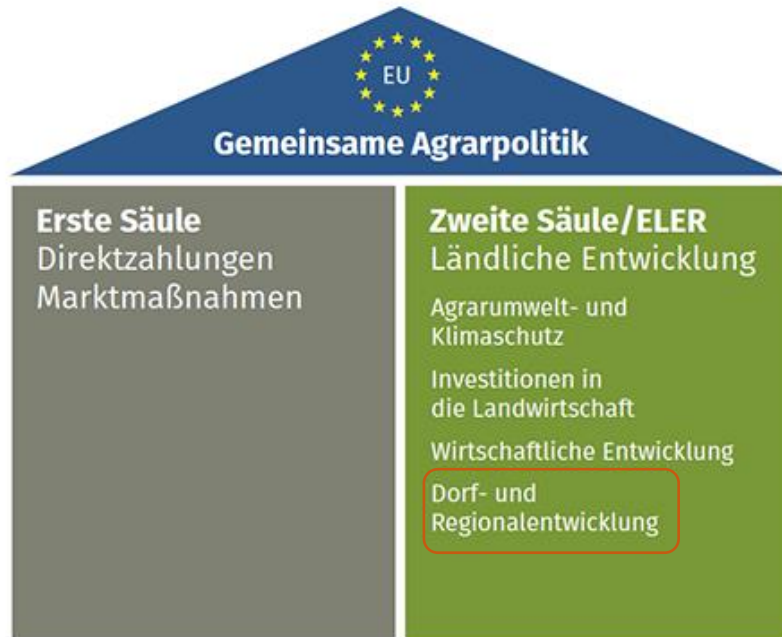 EU
Gemeinsame Agrarpolitik
Erste Säule
Direktzahlungen
Marktmaßnahmen
Zweite Säule/ELER
Ländliche Entwicklung
Agrarumwelt- und
Klimaschutz
Investitionen in
die Landwirtschaft
Wirtschaftliche Entwicklung
Dorf- und
Regionalentwicklung